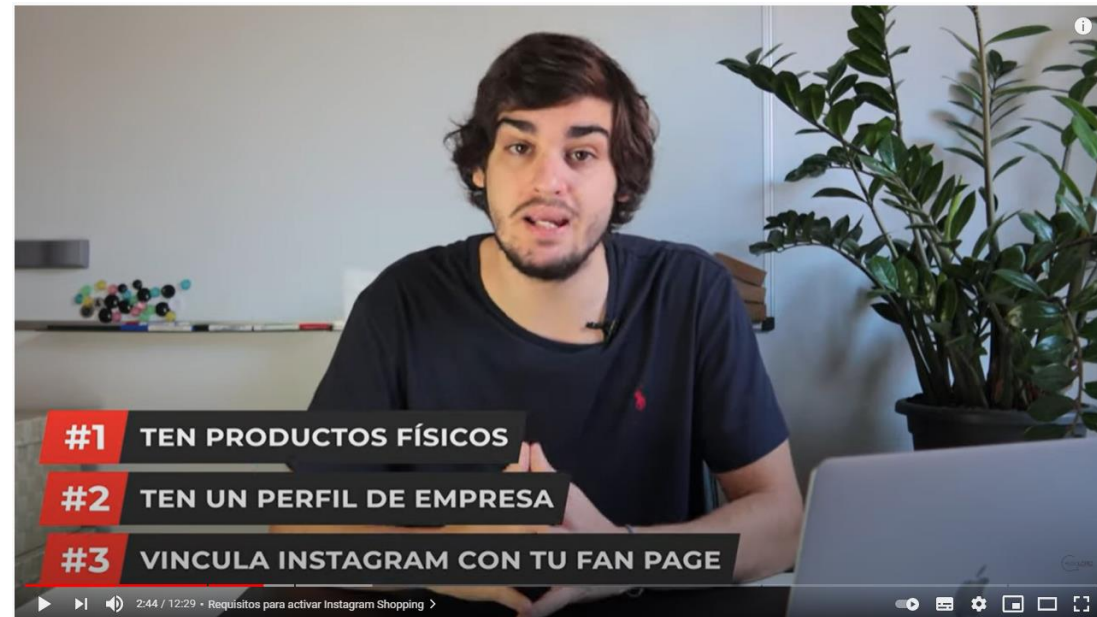 #1 TEN PRODUCTOS FÍSICOS
#2 TEN UN PERFIL DE EMPRESA
#3 VINCULA INSTAGRAM CON TU FAN PAGE
2:44 / 12:29 • Requisitos para activar Instagram Shopping >